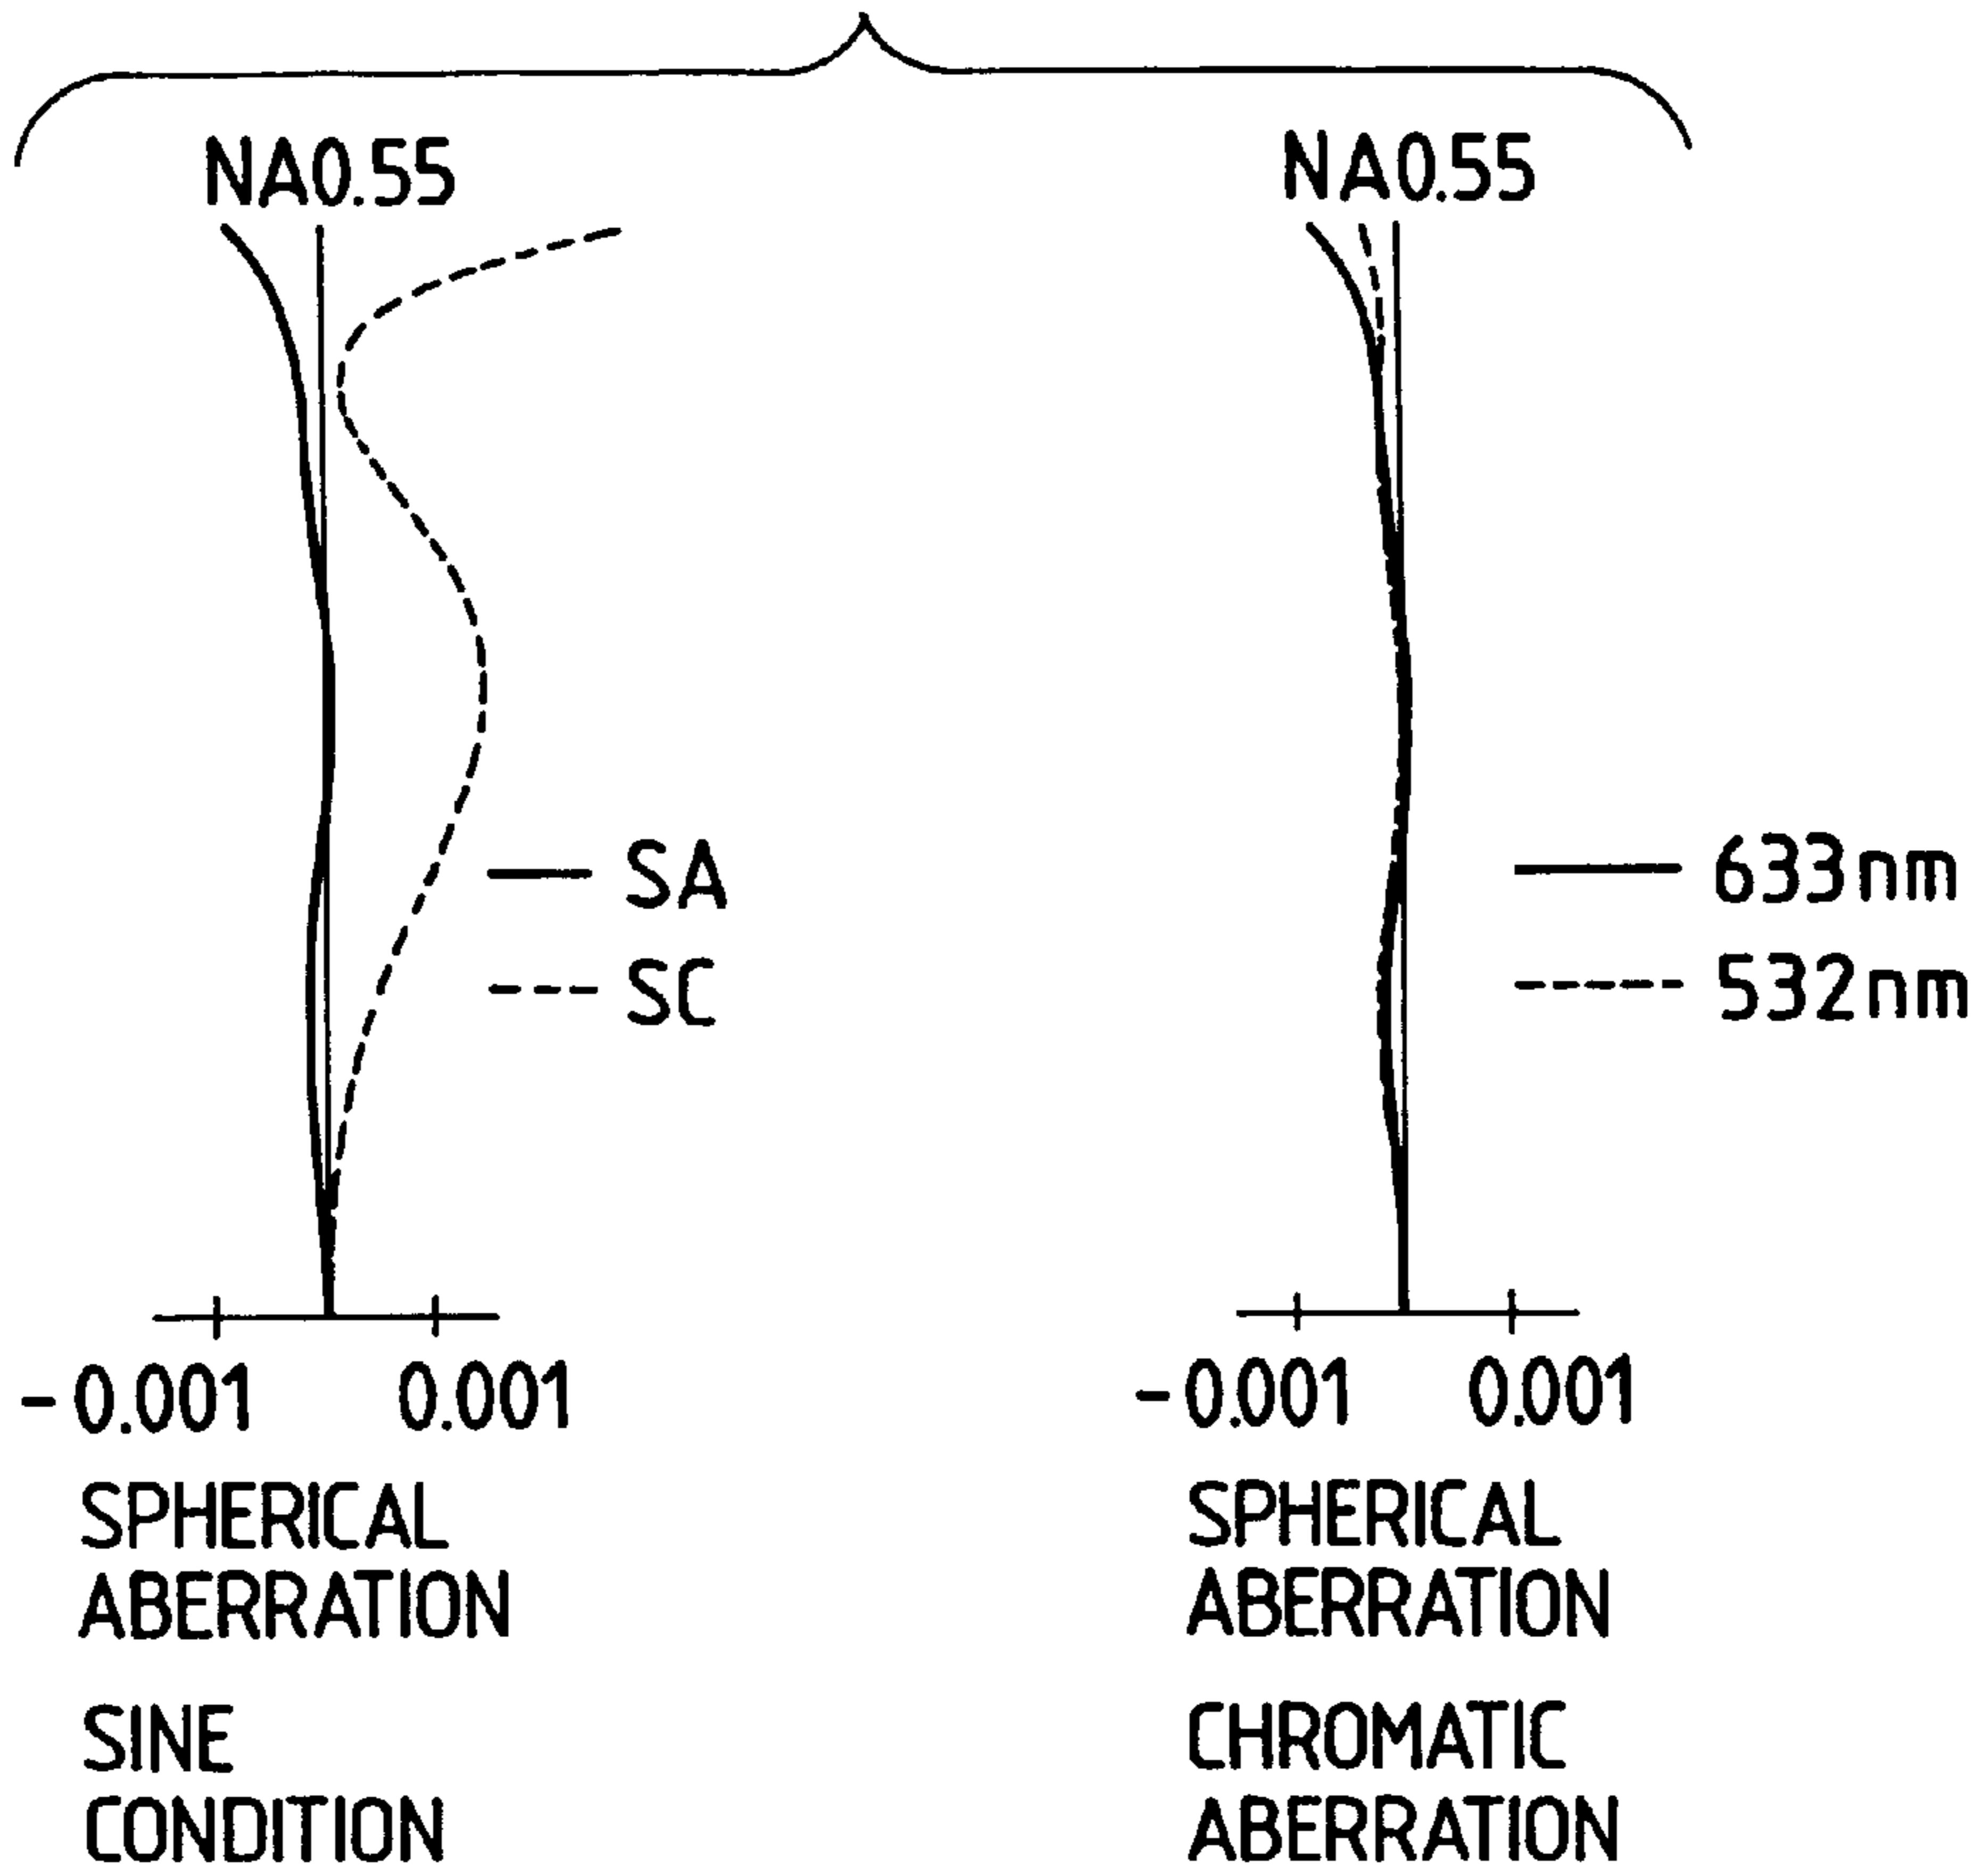 NA0.55
SA
SC
-0.001 0.001
SPHERICAL
ABERRATION
SINE
CONDITION
NA0.55
633nm
532nm
-0.001 0.001
SPHERICAL
ABERRATION
CHROMATIC
ABERRATION